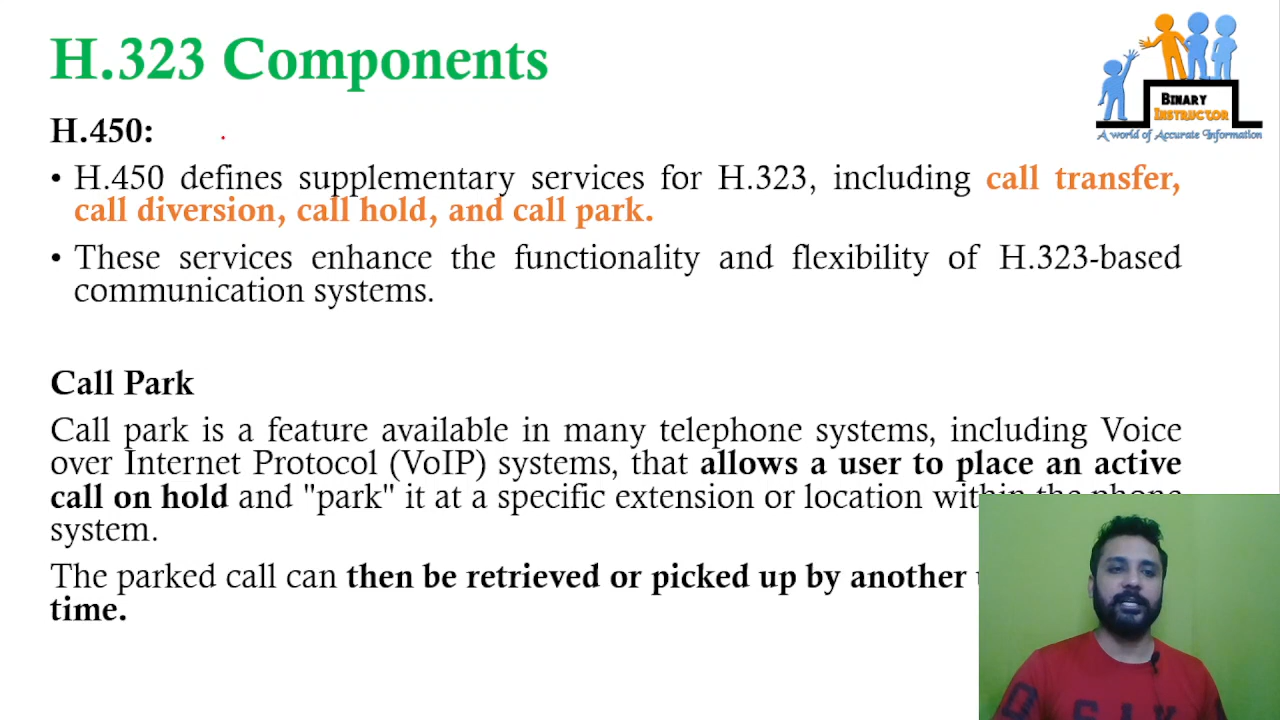 H.323 Components
BINARY
INSTRUCTOR
A world of Accurate Information
H.450:
• H.450 defines supplementary services for H.323, including call transfer,
call diversion, call hold, and call park.
• These services enhance the functionality and flexibility of H.323-based
communication systems.
Call Park
Call park is a feature available in many telephone systems, including Voice
over Internet Protocol (VoIP) systems, that allows a user to place an active
call on hold and "park" it at a specific extension or location within the phone
system.
The parked call can then be retrieved or picked up by another
time.